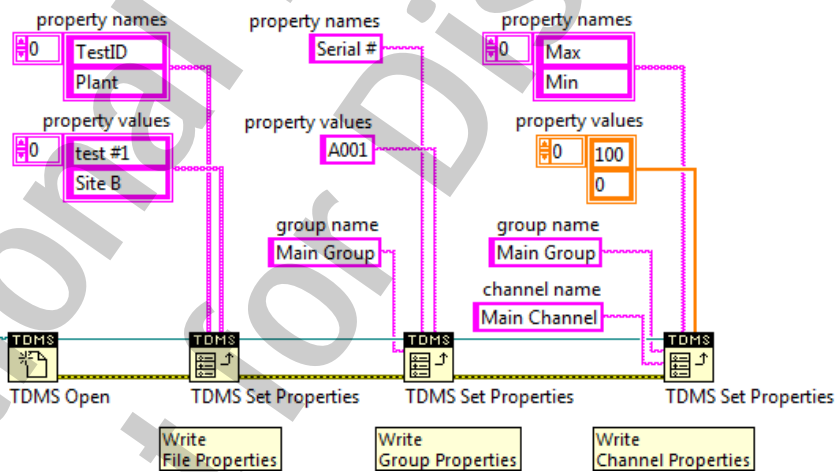 property names
0 TestID
Plant
property values
0 test #1
Site B
property names
Serial #
property values
A001
group name
Main Group
property names
0 Max
Min
property values
0 100
0
group name
Main Group
channel name
Main Channel
TDMS
TDMS Open
TDMS
TDMS Set Properties
TDMS
TDMS Set Properties
TDMS
TDMS Set Properties
Write
File Properties
Write
Group Properties
Write
Channel Properties